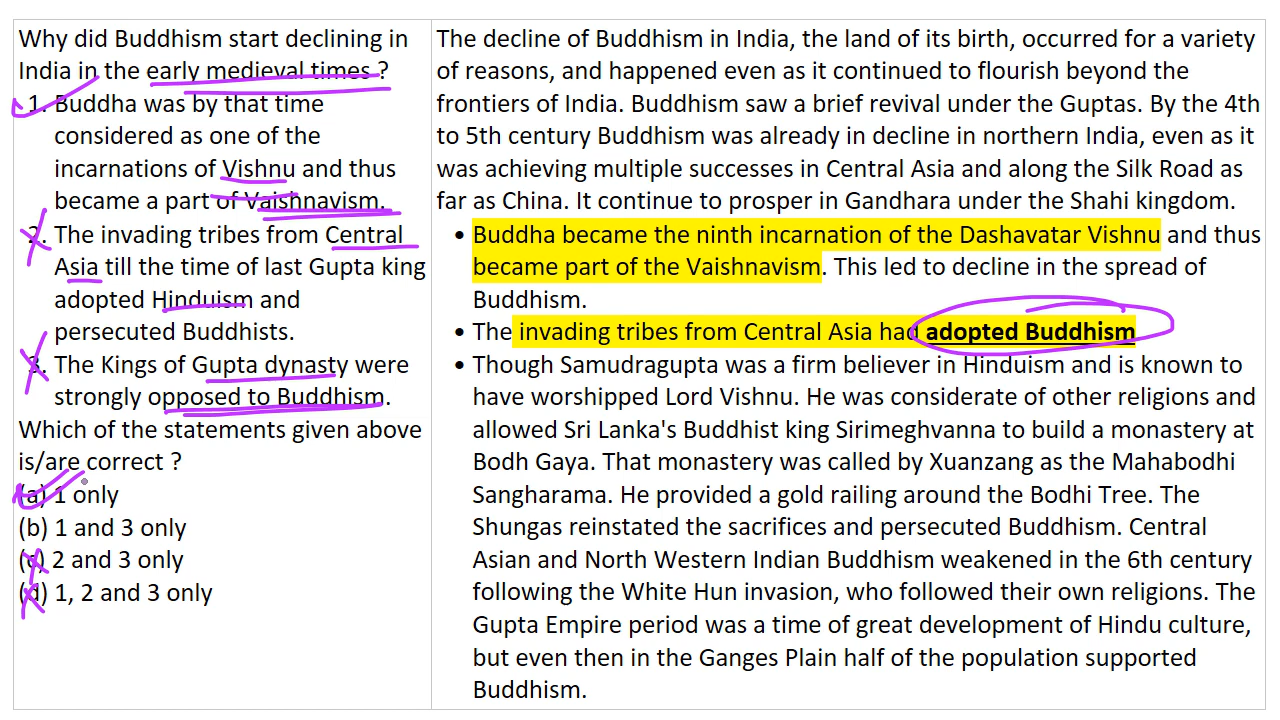 Why did Buddhism start declining in
India in the early medieval times ?
1. Buddha was by that time
considered as one of the
incarnations of Vishnu and thus
became a part of Vaishnavism.
2. The invading tribes from Central
Asia till the time of last Gupta king
adopted Hinduism and
persecuted Buddhists.
3. The Kings of Gupta dynasty were
strongly opposed to Buddhism.
Which of the statements given above
is/are correct ?
(a) 1 only
(b) 1 and 3 only
(c) 2 and 3 only
(d) 1, 2 and 3 only
The decline of Buddhism in India, the land of its birth, occurred for a variety
of reasons, and happened even as it continued to flourish beyond the
frontiers of India. Buddhism saw a brief revival under the Guptas. By the 4th
to 5th century Buddhism was already in decline in northern India, even as it
was achieving multiple successes in Central Asia and along the Silk Road as
far as China. It continue to prosper in Gandhara under the Shahi kingdom.
• Buddha became the ninth incarnation of the Dashavatar Vishnu and thus
became part of the Vaishnavism. This led to decline in the spread of
Buddhism.
• The invading tribes from Central Asia had adopted Buddhism
• Though Samudragupta was a firm believer in Hinduism and is known to
have worshipped Lord Vishnu. He was considerate of other religions and
allowed Sri Lanka's Buddhist king Sirimeghvanna to build a monastery at
Bodh Gaya. That monastery was called by Xuanzang as the Mahabodhi
Sangharama. He provided a gold railing around the Bodhi Tree. The
Shungas reinstated the sacrifices and persecuted Buddhism. Central
Asian and North Western Indian Buddhism weakened in the 6th century
following the White Hun invasion, who followed their own religions. The
Gupta Empire period was a time of great development of Hindu culture,
but even then in the Ganges Plain half of the population supported
Buddhism.